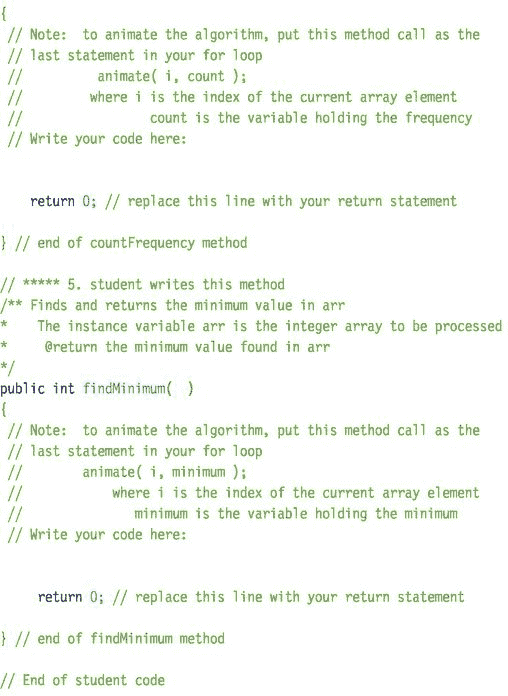 {
// Note:  to animate the algorithm, put this method call as the
// last statement in your for loop
//          animate( i, count );
//         where i is the index of the current array element
//                 count is the variable holding the frequency
// Write your code here:
return 0; // replace this line with your return statement
} // end of countFrequency method
// ***** 5. student writes this method
/** Finds and returns the minimum value in arr
*    The instance variable arr is the integer array to be processed
*     @return the minimum value found in arr
*/
public int findMinimum(  )
{
// Note:  to animate the algorithm, put this method call as the
// last statement in your for loop
//        animate( i, minimum );
//            where i is the index of the current array element
//               minimum is the variable holding the minimum
// Write your code here:
return 0; // replace this line with your return statement
} // end of findMinimum method
// End of student code